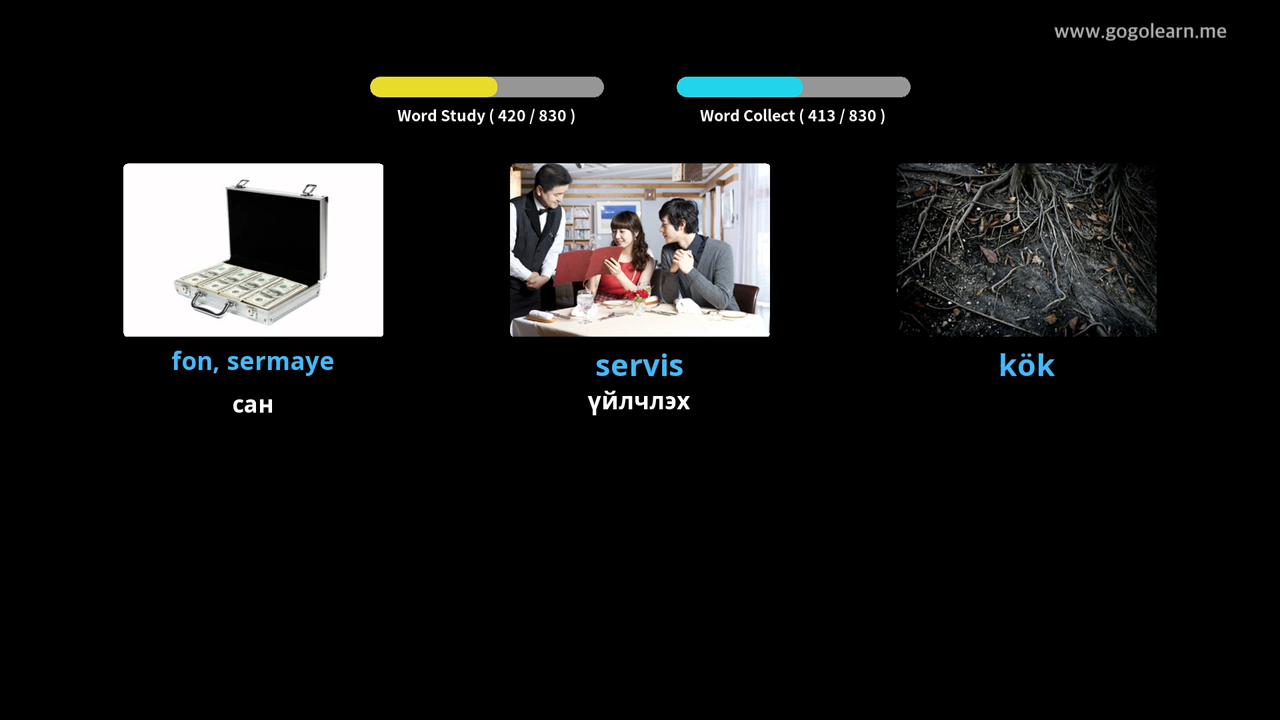 www.gogolearn.me
Word Study ( 420 / 830 )
Word Collect ( 413 / 830 )
fon, sermaye
сан
servis
үйлчлэх
kök